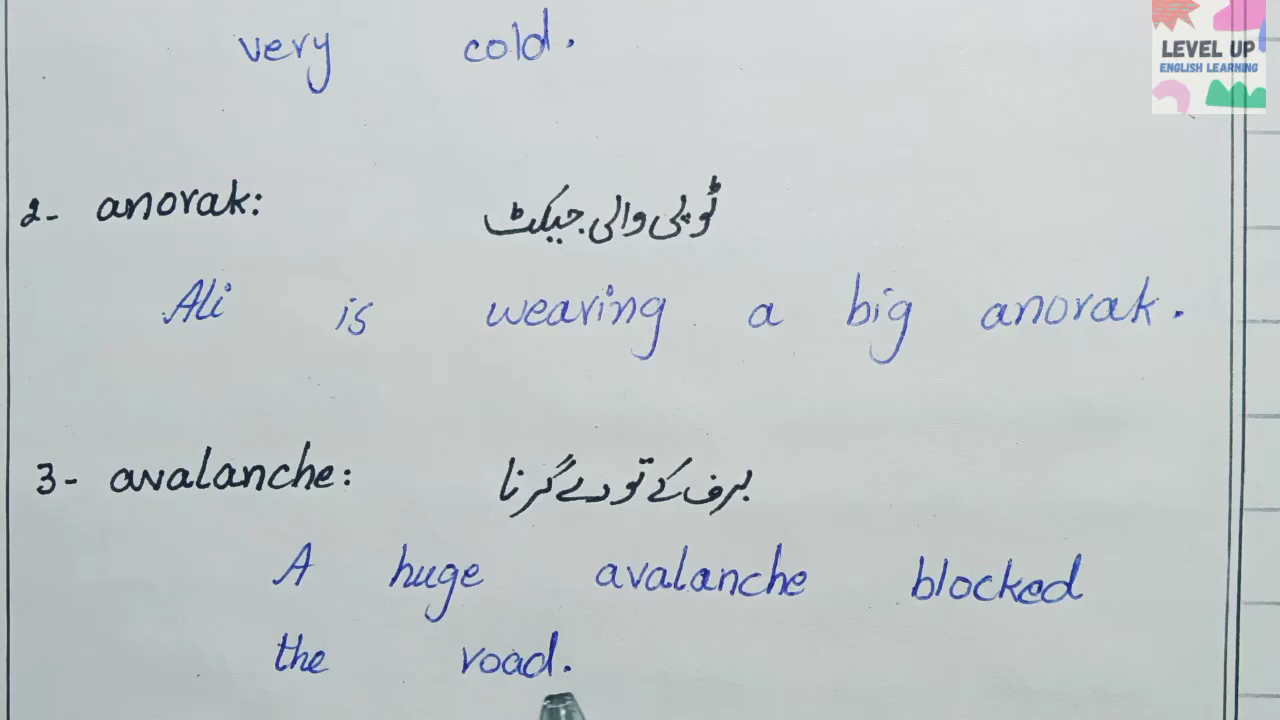 LEVEL UP
ENGLISH LEARNING
very cold.
2- anorak: ٹوپی والی جیکٹ
Ali is wearing a big anorak.
3- avalanche: برف کے تودے گرنا
A huge avalanche blocked
the road.